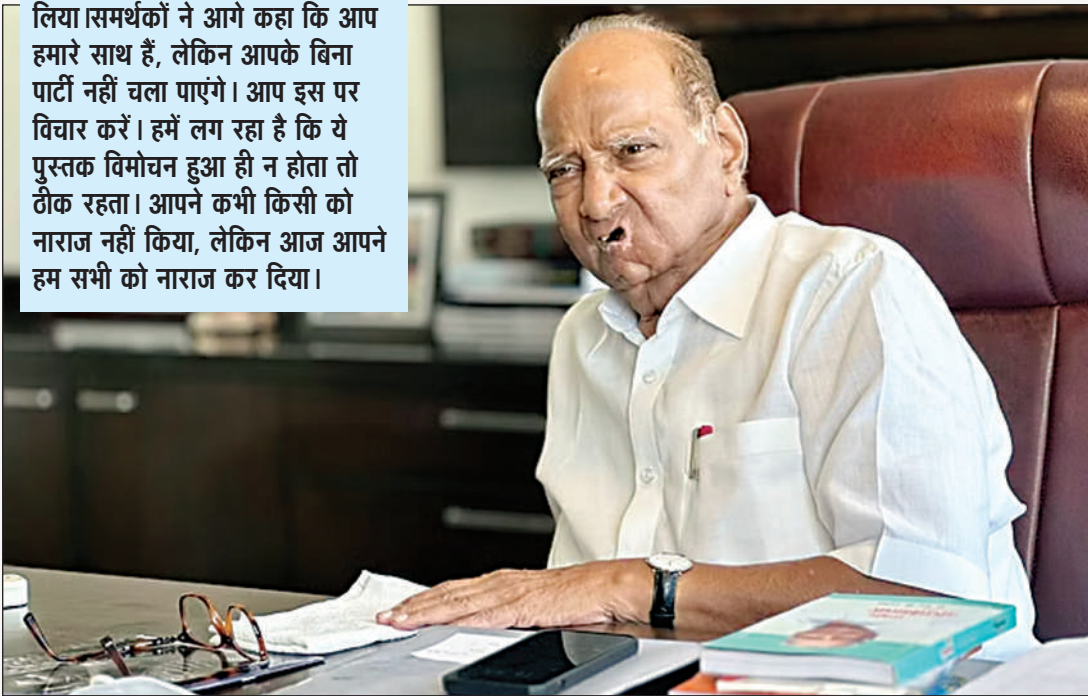 लिया।समर्थकों ने आगे कहा कि आप
हमारे साथ हैं, लेकिन आपके बिना
पार्टी नहीं चला पाएंगे। आप इस पर
विचार करें। हमें लग रहा है कि ये
पुस्तक विमोचन हुआ ही न होता तो
ठीक रहता। आपने कभी किसी को
नाराज नहीं किया, लेकिन आज आपने
हम सभी को नाराज कर दिया।